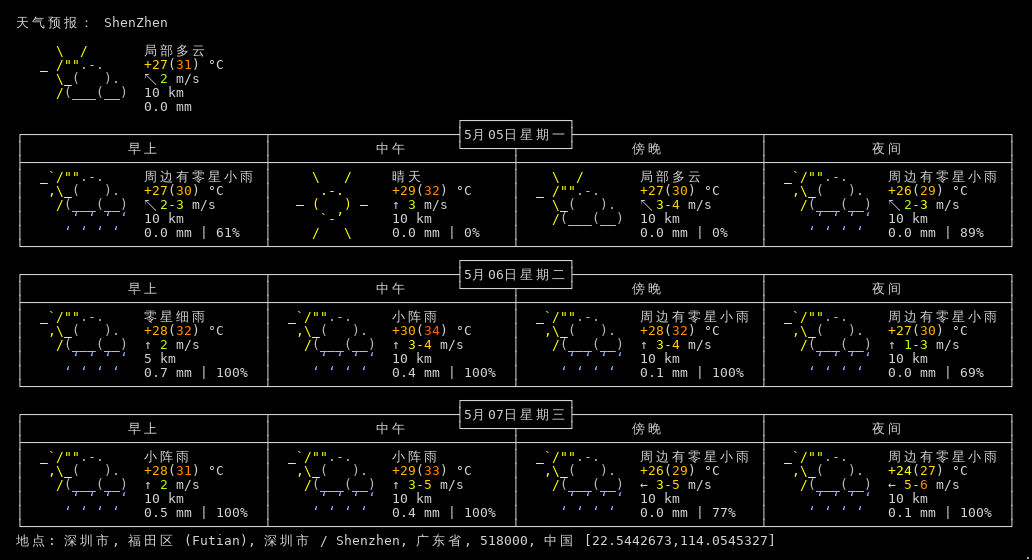 天气预报： ShenZhen
局部多云
+27(31) °C
↖ 2 m/s
10 km
0.0 mm
5月05日星期一
早上 中午 傍晚 夜间
周边有零星小雨 晴天 局部多云 周边有零星小雨
+27(30) °C +29(32) °C +27(30) °C +26(29) °C
↖ 2-3 m/s ↑ 3 m/s ↖ 3-4 m/s ↖ 2-3 m/s
10 km 10 km 10 km 10 km
0.0 mm | 61% 0.0 mm | 0% 0.0 mm | 0% 0.0 mm | 89%
5月06日星期二
早上 中午 傍晚 夜间
零星细雨 小阵雨 周边有零星小雨 周边有零星小雨
+28(32) °C +30(34) °C +28(32) °C +27(30) °C
↑ 2 m/s ↑ 3-4 m/s ↑ 3-4 m/s ↑ 1-3 m/s
5 km 10 km 10 km 10 km
0.7 mm | 100% 0.4 mm | 100% 0.1 mm | 100% 0.0 mm | 69%
5月07日星期三
早上 中午 傍晚 夜间
小阵雨 小阵雨 周边有零星小雨 周边有零星小雨
+28(31) °C +29(33) °C +26(29) °C +24(27) °C
↑ 2 m/s ↑ 3-5 m/s ← 3-5 m/s ← 5-6 m/s
10 km 10 km 10 km 10 km
0.5 mm | 100% 0.4 mm | 100% 0.0 mm | 77% 0.1 mm | 100%
地点: 深圳市, 福田区 (Futian), 深圳市 / Shenzhen, 广东省, 518000, 中国 [22.5442673,114.0545327]